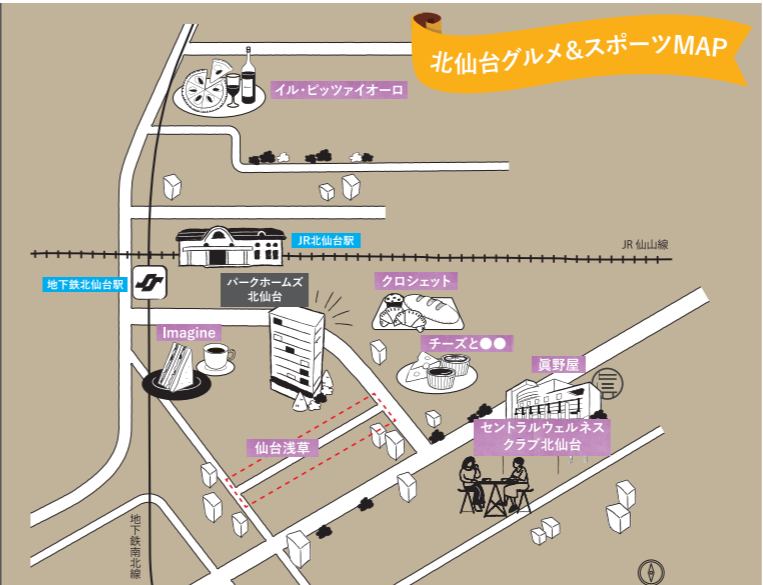 北仙台グルメ&スポーツMAP
イル・ピッツァイオーロ
JR北仙台駅
JR 仙山線
地下鉄北仙台駅
パークホームズ
北仙台
クロシェット
Imagine
チーズと●●
眞野屋
セントラルウェルネス
クラブ北仙台
仙台浅草
地下鉄南北線